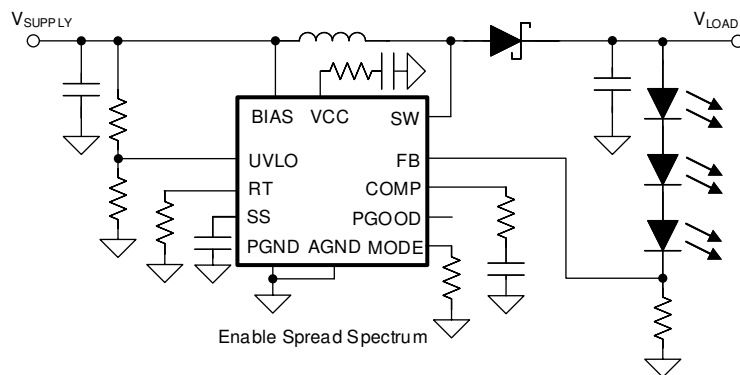 VSUPPLY
VLOAD
BIAS
VCC
SW
UVLO
FB
RT
COMP
SS
PGOOD
PGND
AGND
MODE
Enable Spread Spectrum